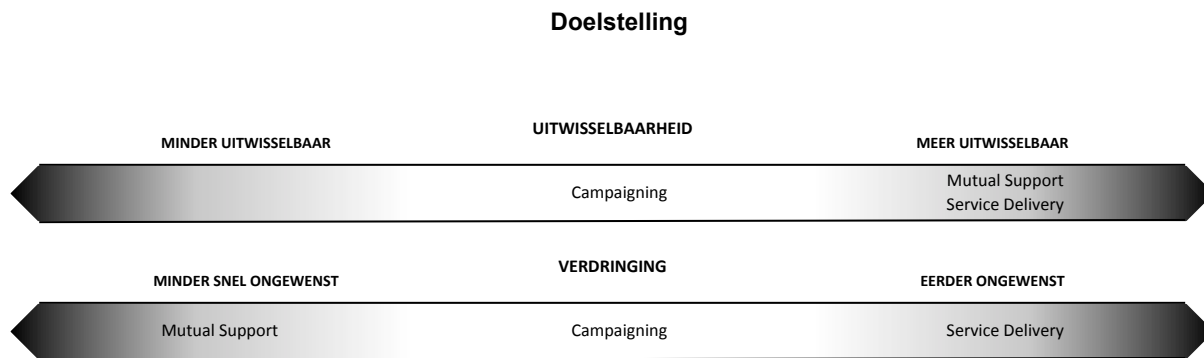 Doelstelling
UITWISSELBAARHEID
MINDER UITWISSELBAAR
MEER UITWISSELBAAR
Campaigning
Mutual Support
Service Delivery
VERDRINGING
MINDER SNEL ONGEWENST
EERDER ONGEWENST
Mutual Support
Campaigning
Service Delivery